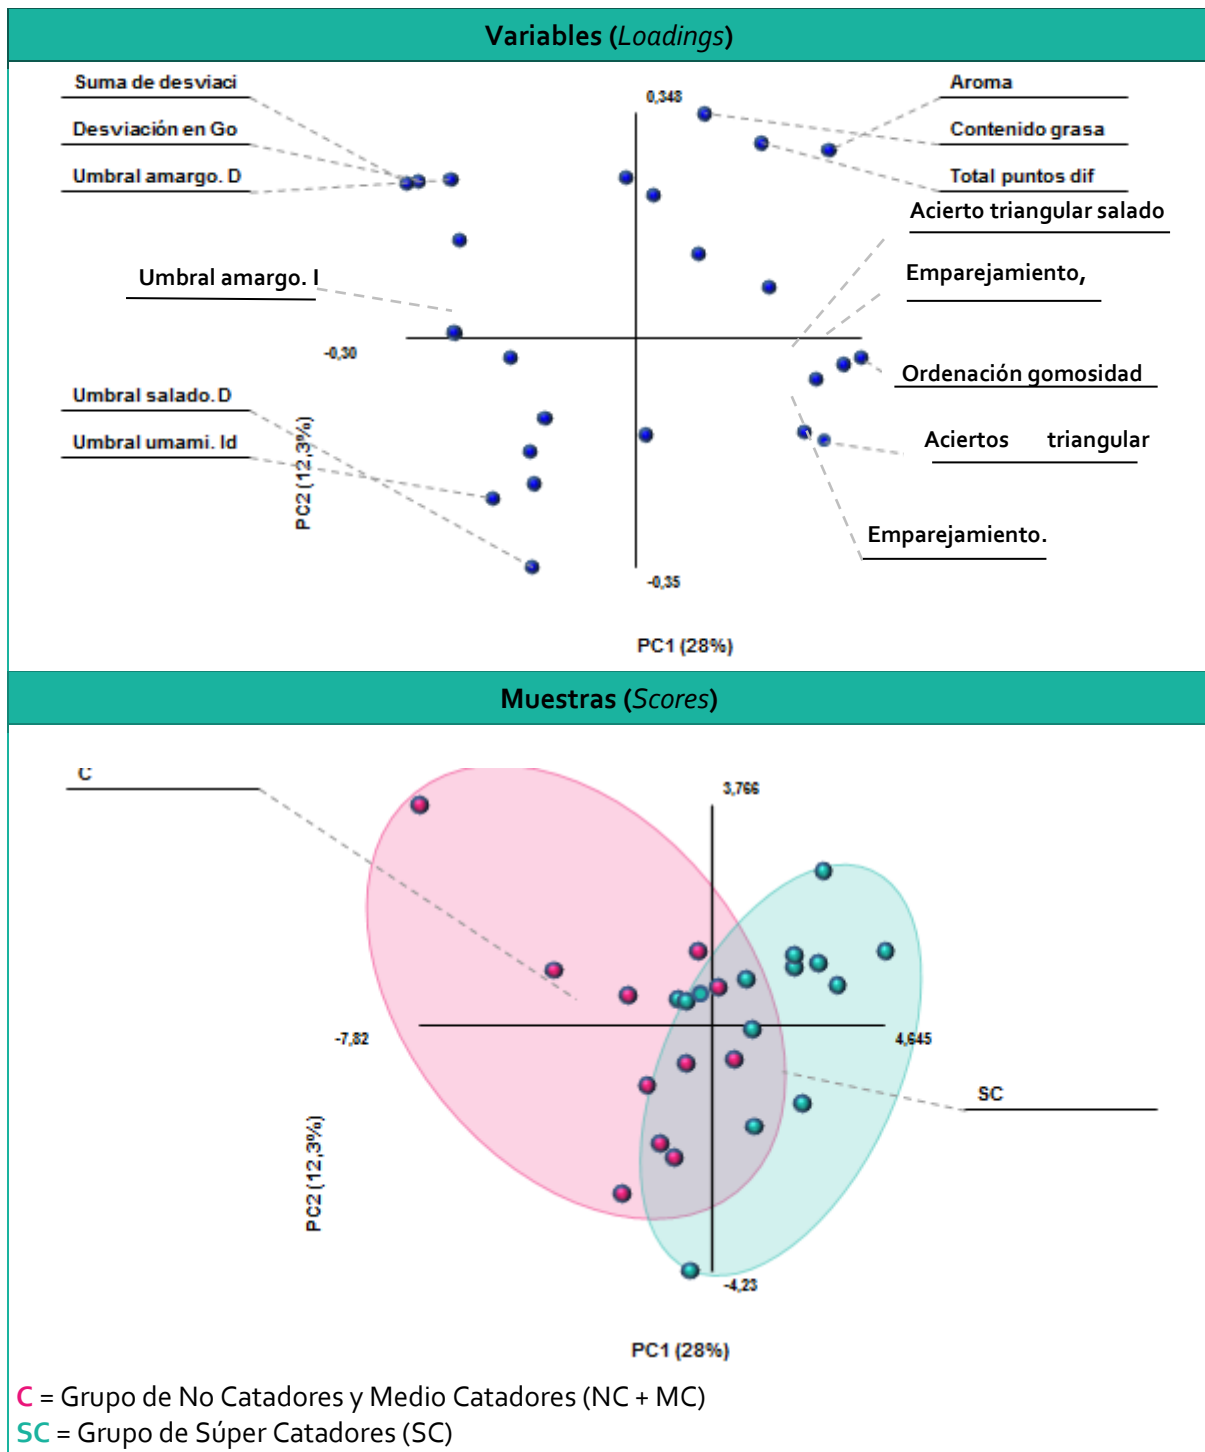 Variables (Loadings)
Suma de desviaci
Desviación en Go
Umbral amargo. D
Umbral amargo. I
Umbral salado. D
Umbral umami. Id
0,348
-0,30
-0,35
PC2 (12,3%)
PC1 (28%)
Aroma
Contenido grasa
Total puntos dif
Acierto triangular salado
Emparejamiento,
Ordenación gomosidad
Aciertos triangular
Emparejamiento.
Muestras (Scores)
C
3,766
-7,82
4,645
SC
-4,23
PC2 (12,3%)
PC1 (28%)
C = Grupo de No Catadores y Medio Catadores (NC + MC)
SC = Grupo de Súper Catadores (SC)